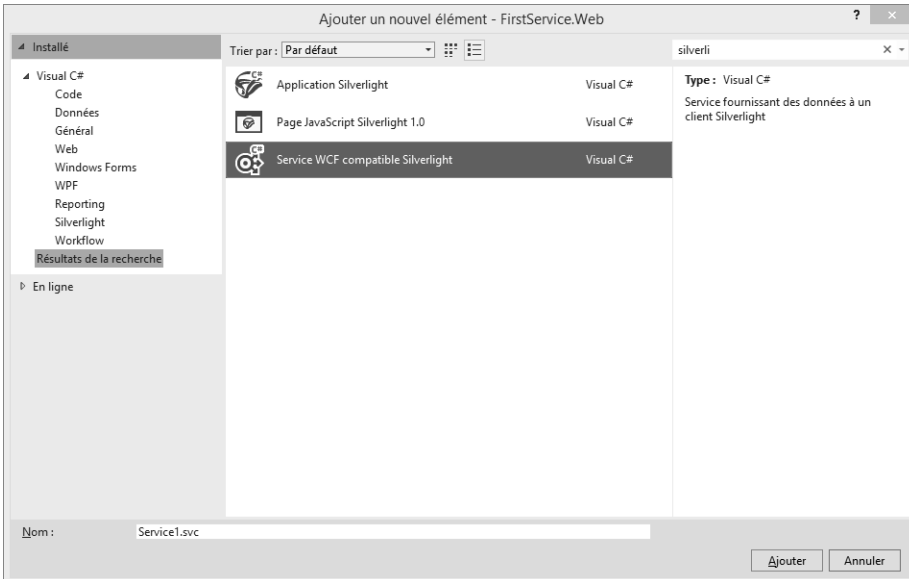 Ajouter un nouvel élément - FirstService.Web
?
Installé
Trier par : Par défaut
silverli
Visual C#
Code
Données
Général
Web
Windows Forms
WPF
Reporting
Silverlight
Workflow
Résultats de la recherche
En ligne
Application Silverlight Visual C#
Page JavaScript Silverlight 1.0 Visual C#
Service WCF compatible Silverlight Visual C#
Type : Visual C#
Service fournissant des données à un
client Silverlight
Nom : Service1.svc
Ajouter Annuler